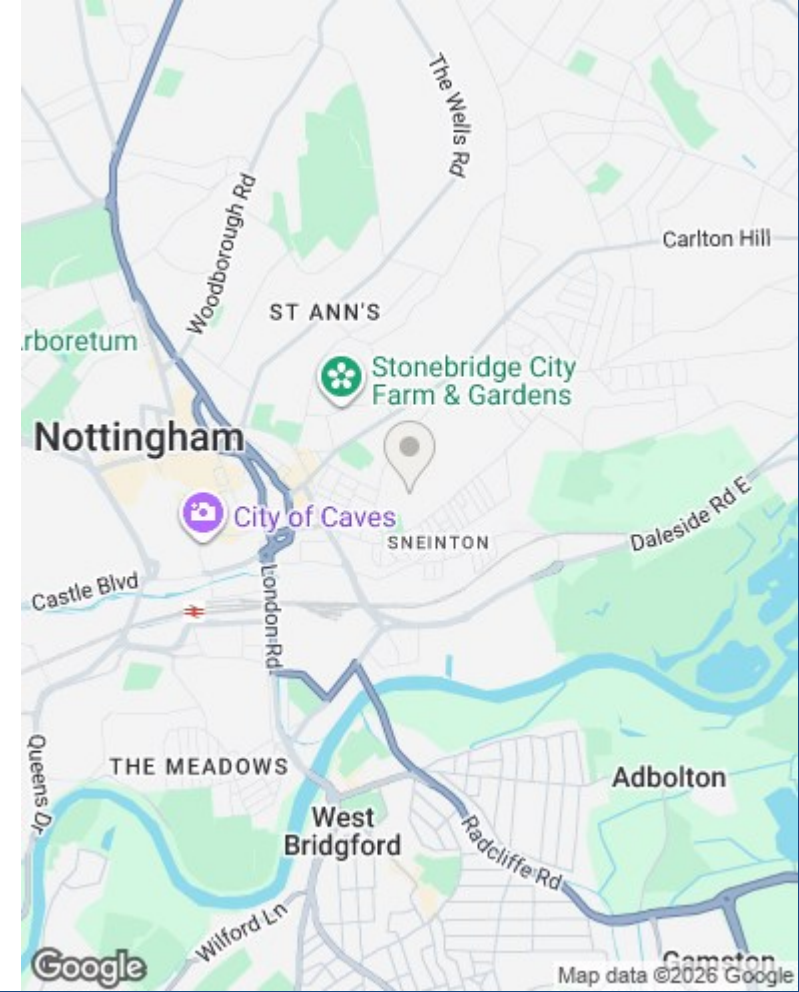 The Wells Rd
Woodborough Rd
Carlton Hill
ST ANN'S
rboretum
Stonebridge City
Farm & Gardens
Nottingham
City of Caves
SNEINTON
Daleside Rd E
Castle Blvd
London Rd
Queens Dr
THE MEADOWS
Adbolton
West
Bridgford
Radcliffe Rd
Wilford Ln
Gamston
Google
Map data ©2026 Google